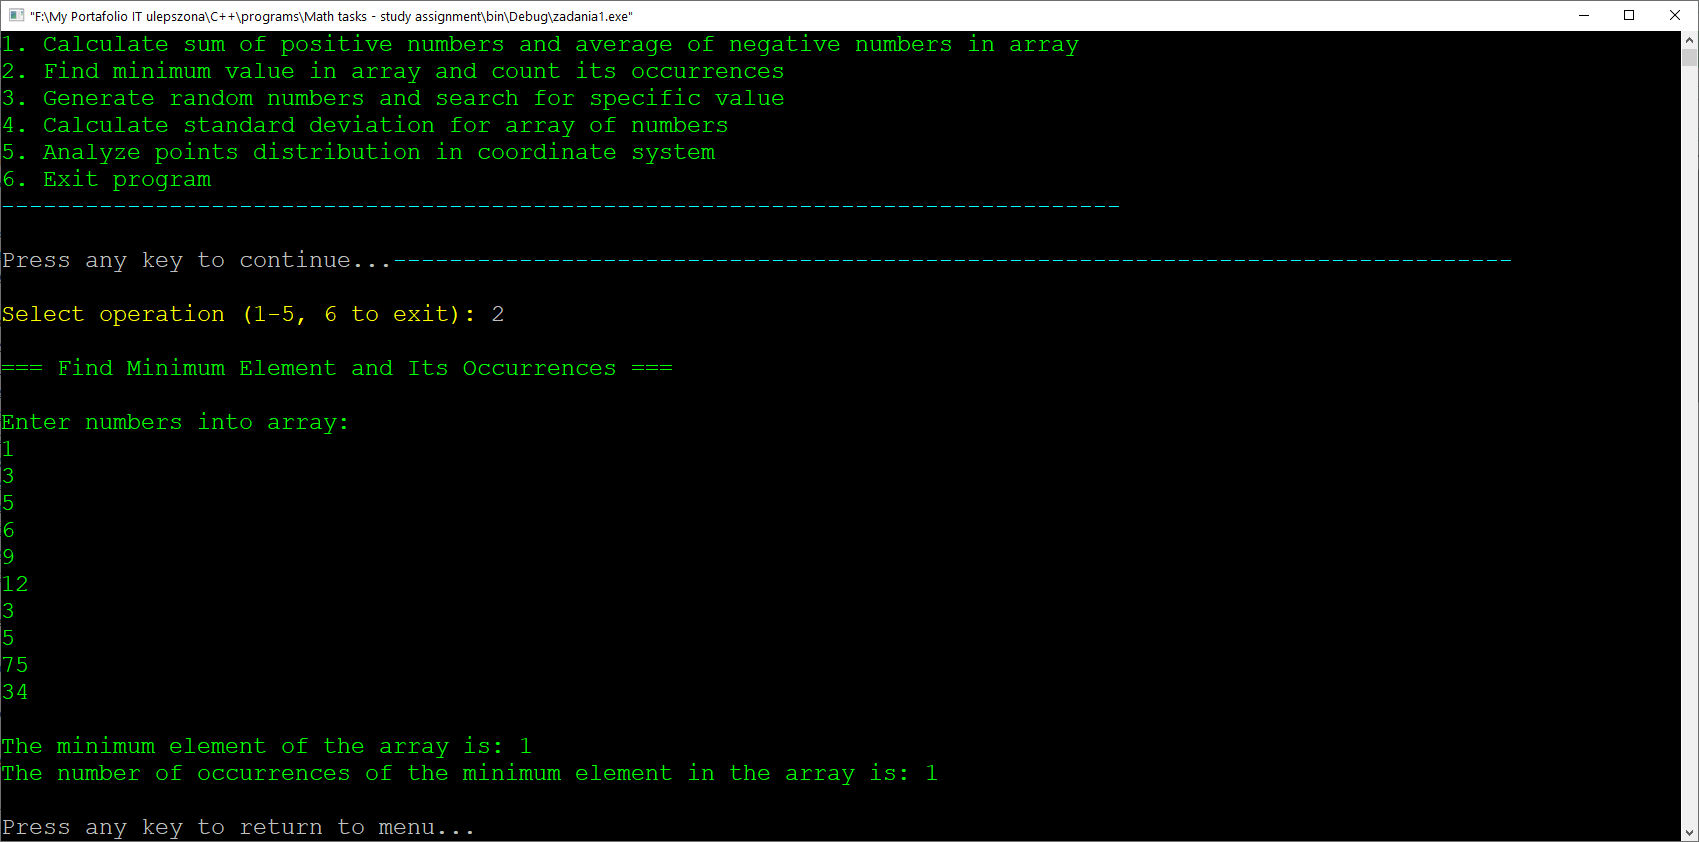 "F:\My Portafolio IT ulepszona\C++\programs\Math tasks - study assignment\bin\Debug\zadania1.exe"
1. Calculate sum of positive numbers and average of negative numbers in array
2. Find minimum value in array and count its occurrences
3. Generate random numbers and search for specific value
4. Calculate standard deviation for array of numbers
5. Analyze points distribution in coordinate system
6. Exit program
--------------------------------------------------------------------------------
Press any key to continue...--------------------------------------------------------------------------------
Select operation (1-5, 6 to exit): 2
=== Find Minimum Element and Its Occurrences ===
Enter numbers into array:
1
3
5
6
9
12
3
5
75
34
The minimum element of the array is: 1
The number of occurrences of the minimum element in the array is: 1
Press any key to return to menu...